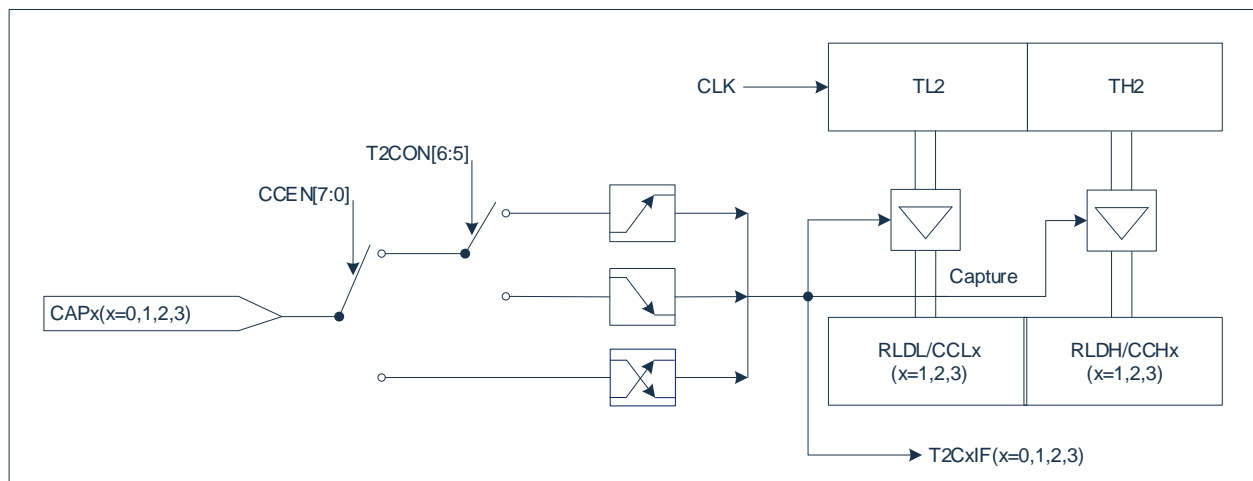 CLK
TL2
TH2
T2CON[6:5]
CCEN[7:0]
Capture
CAPx(x=0,1,2,3)
RLDL/CCLx
(x=1,2,3)
RLDH/CCHx
(x=1,2,3)
T2CxIF(x=0,1,2,3)